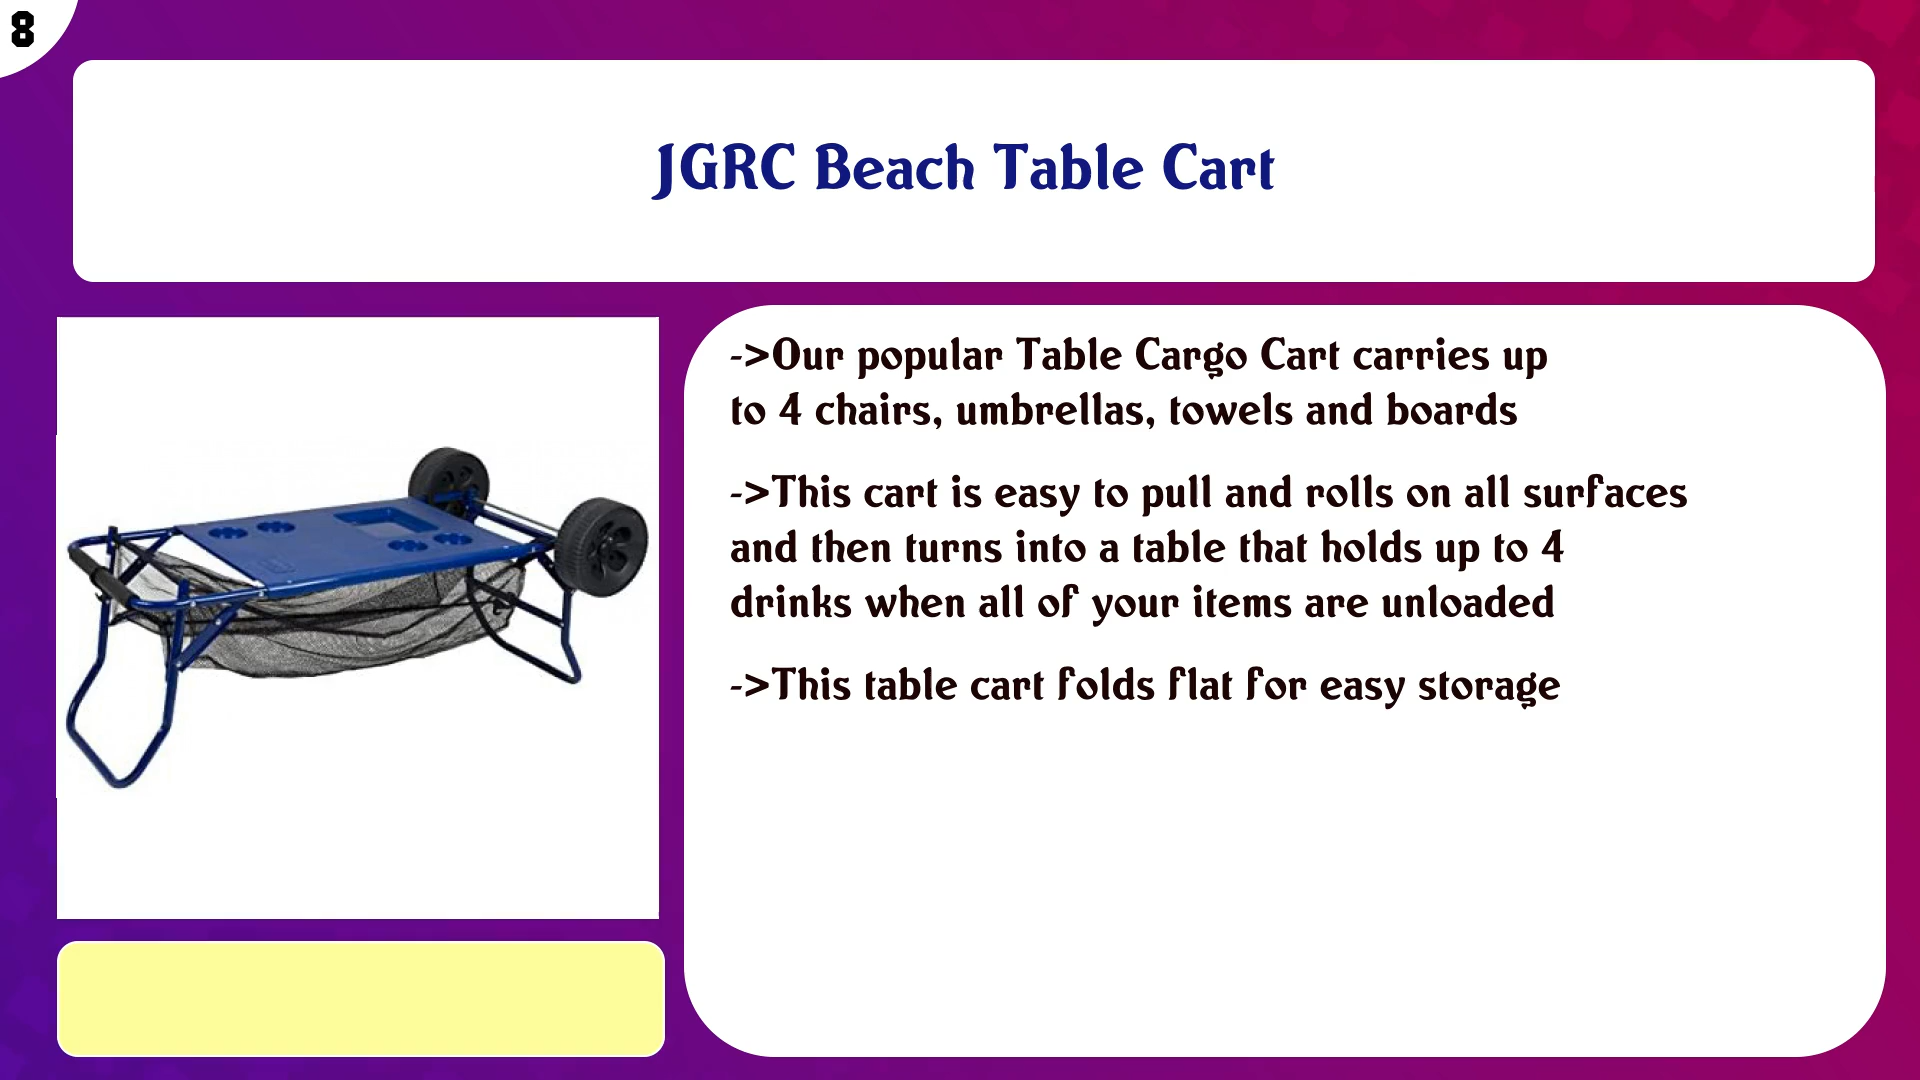 8
JGRC Beach Table Cart
->Our popular Table Cargo Cart carries up
to 4 chairs, umbrellas, towels and boards
->This cart is easy to pull and rolls on all surfaces
and then turns into a table that holds up to 4
drinks when all of your items are unloaded
->This table cart folds flat for easy storage